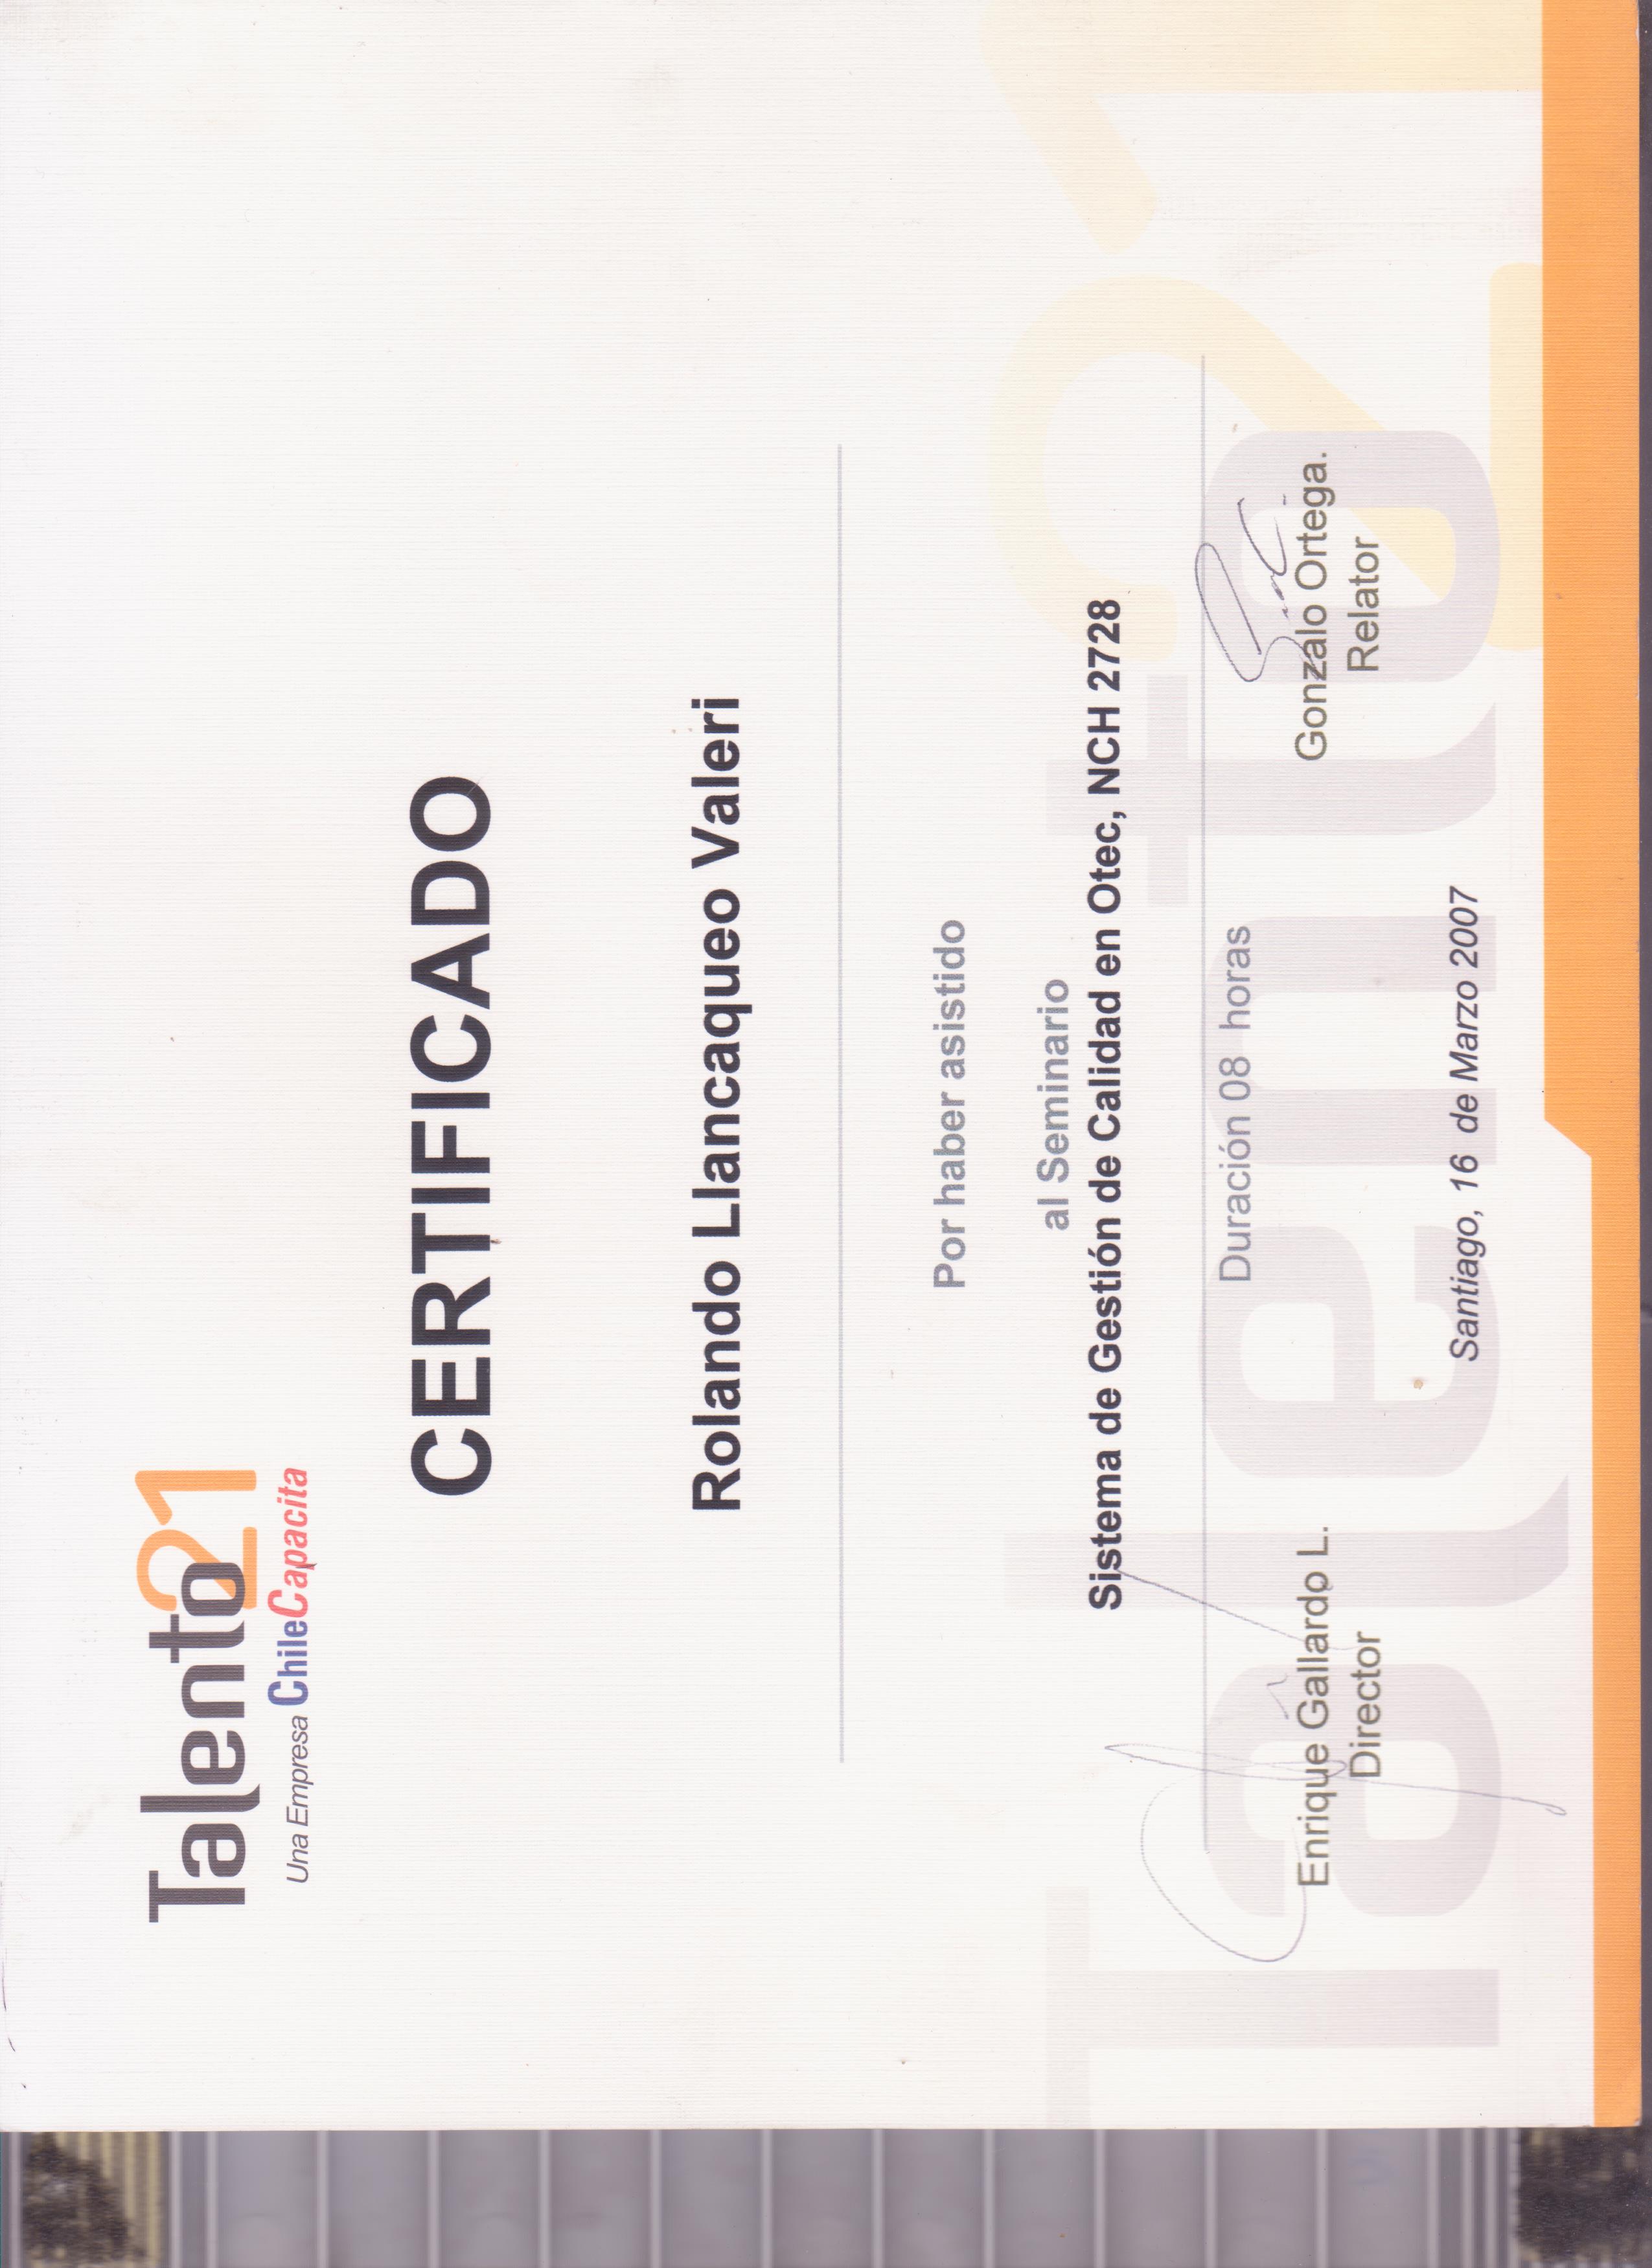 Talento21
Una Empresa ChileCapacita
CERTIFICADO
Rolando Llancaqueo Valeri
Por haber asistido
al Seminario
Sistema de Gestión de Calidad en Otec, NCH 2728
Duración 08 horas
Enrique Gallardo L.
Director
Gonzalo Ortega.
Relator
Santiago, 16 de Marzo 2007
Talento21